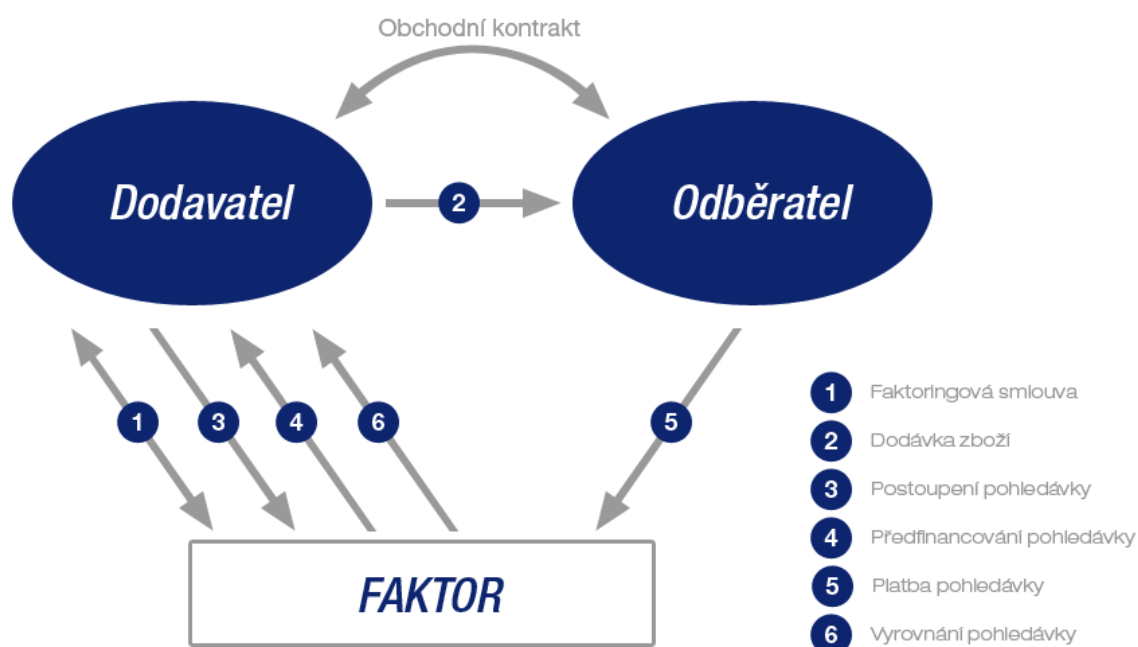 Obchodní kontrakt
Dodavatel
2
Odběratel
1
3
4
6
5
FAKTOR
1 Faktoringová smlouva
2 Dodávka zboží
3 Postoupení pohledávky
4 Předfinancování pohledávky
5 Platba pohledávky
6 Vyrovnání pohledávky